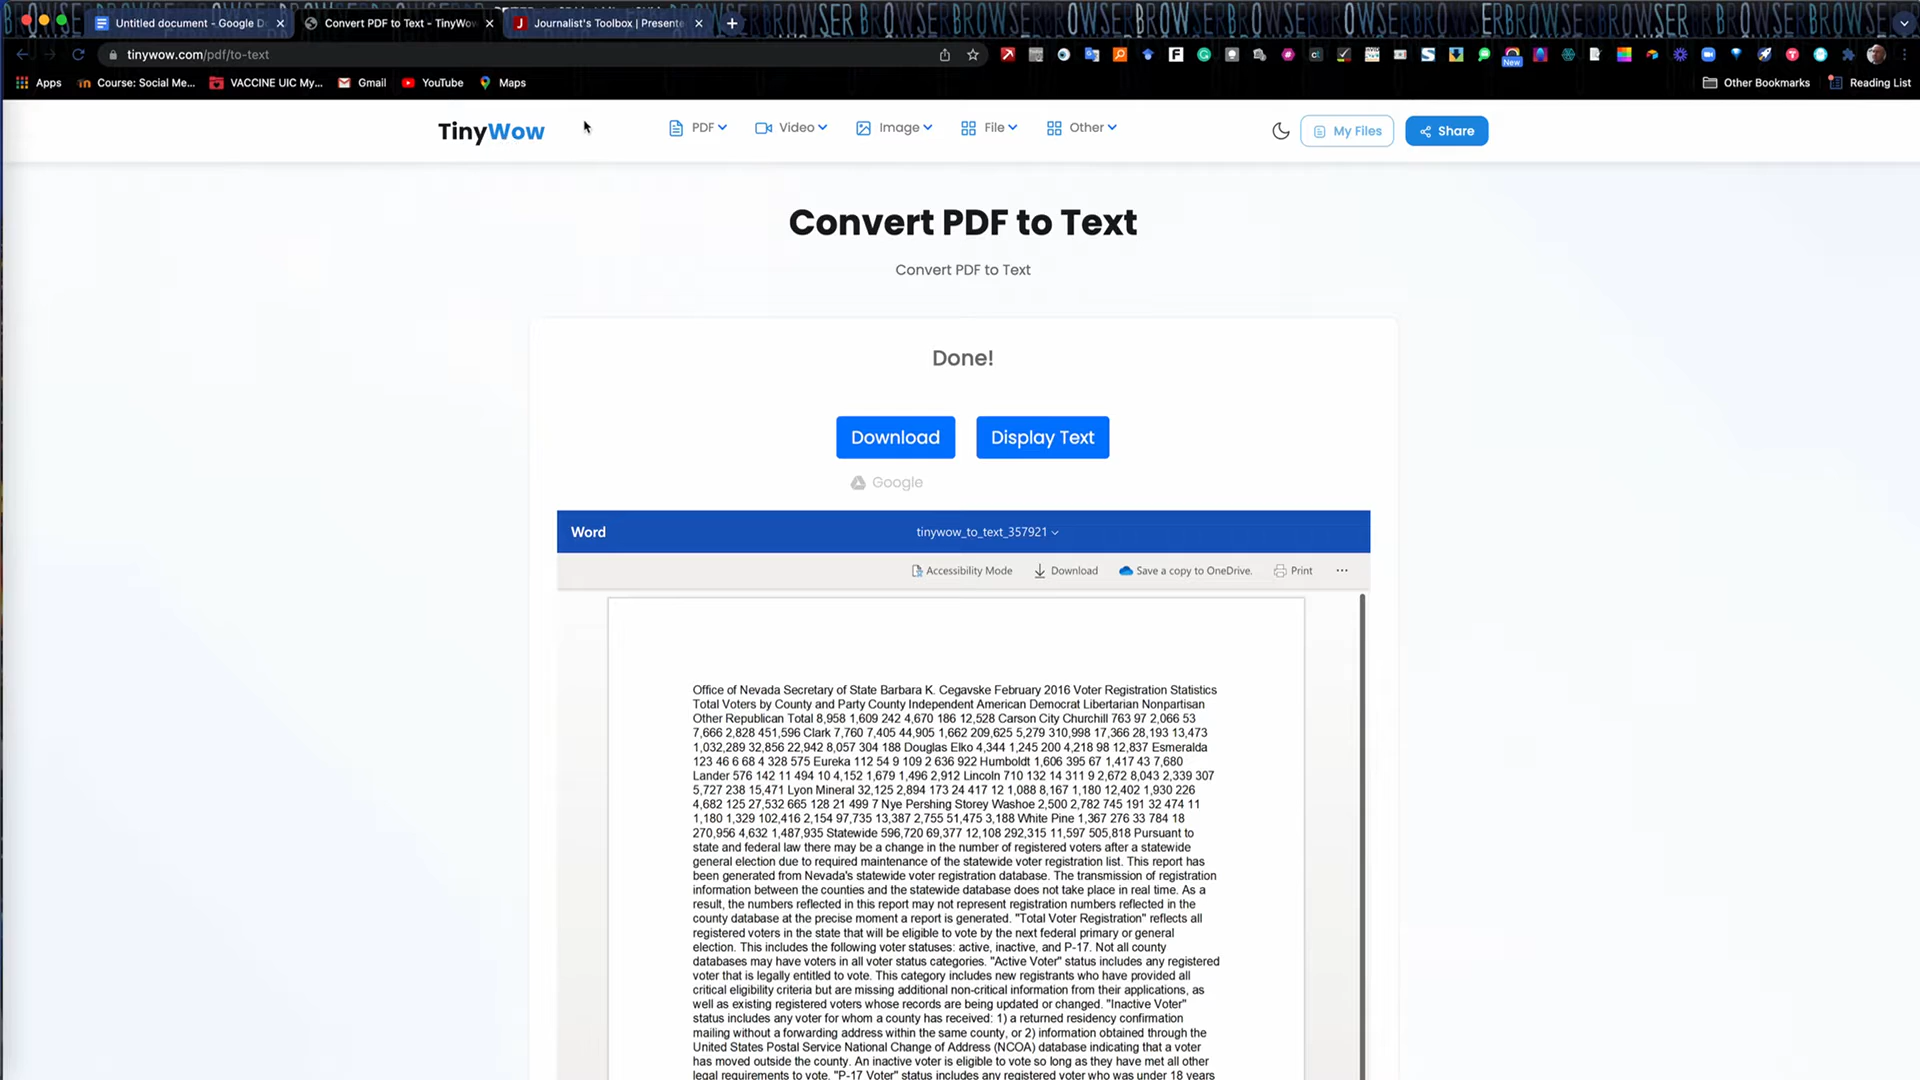 Untitled document - Google D
Convert PDF to Text - TinyWow
Journalist's Toolbox | Presente
tinywow.com/pdf/to-text
New
Apps
Course: Social Me...
VACCINE UIC My...
Gmail
YouTube
Maps
Other Bookmarks
Reading List
TinyWow
PDF
Video
Image
File
Other
My Files
Share
Convert PDF to Text
Convert PDF to Text
Done!
Download
Display Text
Google
Word
tinywow_to_text_357921
Accessibility Mode
Download
Save a copy to OneDrive.
Print
Office of Nevada Secretary of State Barbara K. Cegavske February 2016 Voter Registration Statistics
Total Voters by County and Party County Independent American Democrat Libertarian Nonpartisan
Other Republican Total 8,958 1,609 242 4,670 186 12,528 Carson City Churchill 763 97 2,066 53
7,666 2,828 451,596 Clark 7,760 7,405 44,905 1,662 209,625 5,279 310,998 17,366 28,193 13,473
1,032,289 32,856 22,942 8,057 304 188 Douglas Elko 4,344 1,245 200 4,218 98 12,837 Esmeralda
123 46 6 68 4 328 575 Eureka 112 54 9 109 2 636 922 Humboldt 1,606 395 67 1,417 43 7,680
Lander 576 142 11 494 10 4,152 1,679 1,496 2,912 Lincoln 710 132 14 311 9 2,672 8,043 2,339 307
5,727 238 15,471 Lyon Mineral 32,125 2,894 173 24 417 12 1,088 8,167 1,180 12,402 1,930 226
4,682 125 27,532 665 128 21 499 7 Nye Pershing Storey Washoe 2,500 2,782 745 191 32 474 11
1,180 1,329 102,416 2,154 97,735 13,387 2,755 51,475 3,188 White Pine 1,367 276 33 784 18
270,956 4,632 1,487,935 Statewide 596,720 69,377 12,108 292,315 11,597 505,818 Pursuant to
state and federal law there may be a change in the number of registered voters after a statewide
general election due to required maintenance of the statewide voter registration list. This report has
been generated from Nevada's statewide voter registration database. The transmission of registration
information between the counties and the statewide database does not take place in real time. As a
result, the numbers reflected in this report may not represent registration numbers reflected in the
county database at the precise moment a report is generated. "Total Voter Registration" reflects all
registered voters in the state that will be eligible to vote by the next federal primary or general
election. This includes the following voter statuses: active, inactive, and P-17. Not all county
databases may have voters in all voter status categories. "Active Voter" status includes any registered
voter that is legally entitled to vote. This category includes new registrants who have provided all
critical eligibility criteria but are missing additional non-critical information from their applications, as
well as existing registered voters whose records are being updated or changed. "Inactive Voter"
status includes any voter for whom a county has received: 1) a returned residency confirmation
mailing without a forwarding address within the same county, or 2) information obtained through the
United States Postal Service National Change of Address (NCOA) database indicating that a voter
has moved outside the county. An inactive voter is eligible to vote so long as they have met all other
legal requirements to vote. "P-17 Voter" status includes any registered voter who was under 18 years